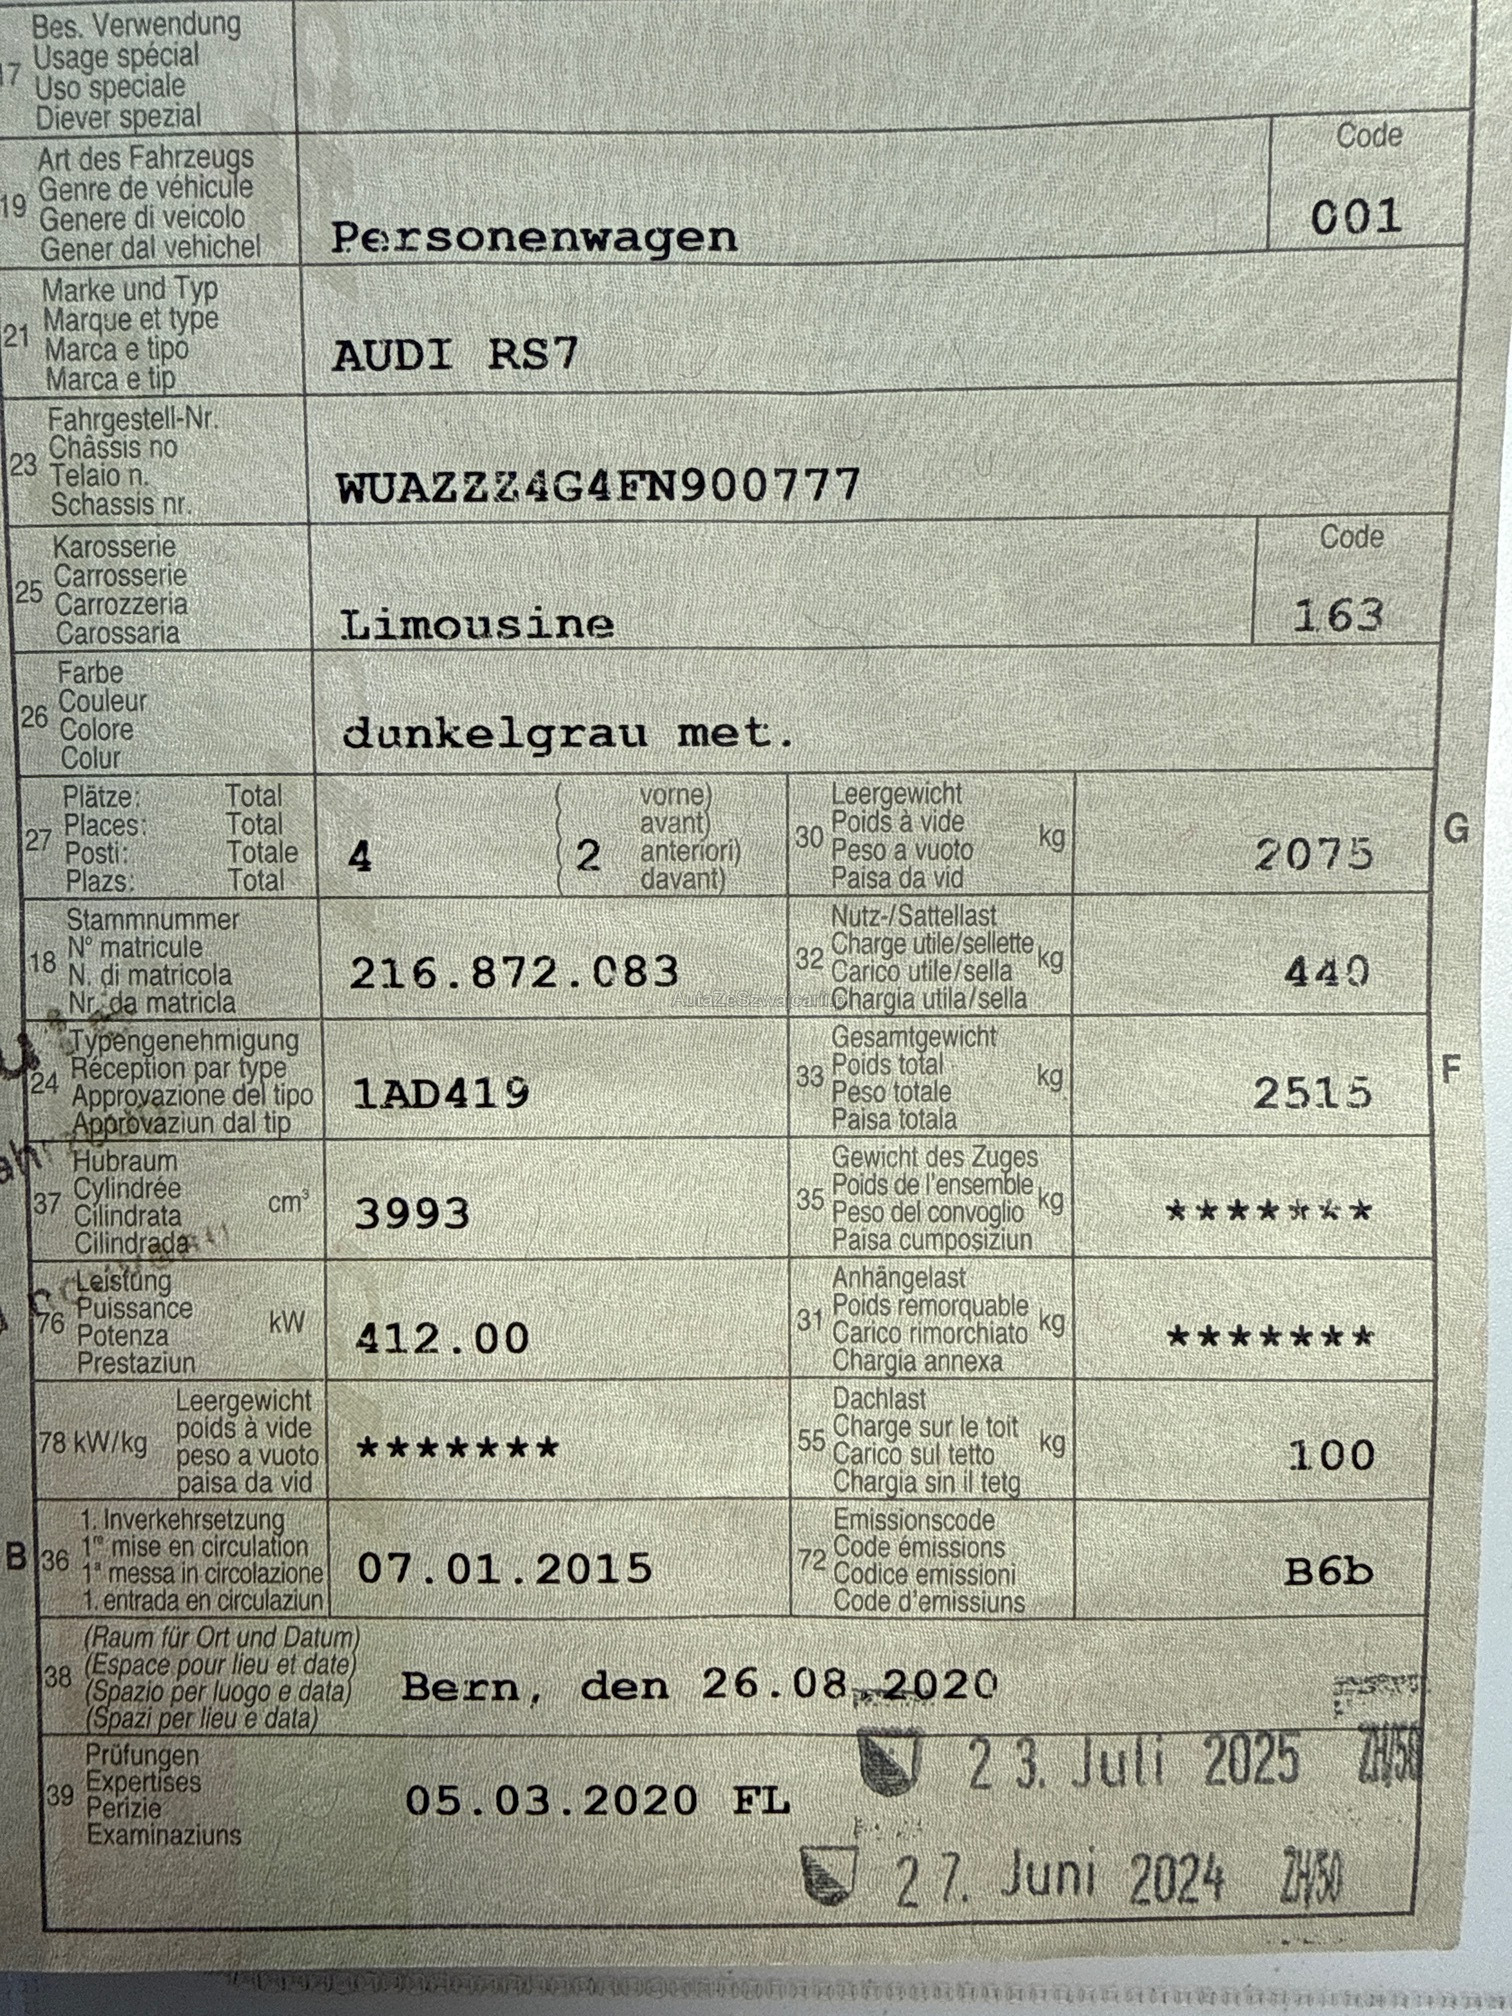 17 Bes. Verwendung
Usage spécial
Uso speciale
Diever spezial
19 Art des Fahrzeugs
Genre de véhicule
Genere di veicolo
Gener dal vehichel
Personenwagen
Code
001
21 Marke und Typ
Marque et type
Marca e tipo
Marca e tip
AUDI RS7
23 Fahrgestell-Nr.
Châssis no
Telaio n.
Schassis nr.
WUAZZZ4G4FN900777
25 Karosserie
Carrosserie
Carrozzeria
Carossaria
Limousine
Code
163
26 Farbe
Couleur
Colore
Colur
dunkelgrau met.
27 Plätze: Total
Places: Total
Posti: Totale
Plazs: Total
4 ( 2 vorne)
avant)
anteriori)
davant)
30 Leergewicht
Poids à vide
Peso a vuoto
Paisa da vid
kg
2075
G
18 Stammnummer
N° matricule
N. di matricola
Nr. da matricla
216.872.083
32 Nutz-/Sattellast
Charge utile/sellette
Carico utile/sella
Chargia utila/sella
kg
440
24 Typengenehmigung
Réception par type
Approvazione del tipo
Approvaziun dal tip
1AD419
33 Gesamtgewicht
Poids total
Peso totale
Paisa totala
kg
2515
F
37 Hubraum
Cylindrée
Cilindrata
Cilindrada
cm³
3993
35 Gewicht des Zuges
Poids de l'ensemble
Peso del convoglio
Paisa cumposiziun
kg
*******
76 Leistung
Puissance
Potenza
Prestaziun
kW
412.00
31 Anhängelast
Poids remorquable
Carico rimorchiato
Chargia annexa
kg
*******
78 kW/kg
Leergewicht
poids à vide
peso a vuoto
paisa da vid
*******
55 Dachlast
Charge sur le toit
Carico sul tetto
Chargia sin il tetg
kg
100
B 36 1. Inverkehrsetzung
1re mise en circulation
1a messa in circolazione
1. entrada en circulaziun
07.01.2015
72 Emissionscode
Code émissions
Codice emissioni
Code d'emissiuns
B6b
38 (Raum für Ort und Datum)
(Espace pour lieu et date)
(Spazio per luogo e data)
(Spazi per lieu e data)
Bern, den 26.08.2020
39 Prüfungen
Expertises
Perizie
Examinaziuns
05.03.2020 FL
23. Juli 2025 ZH/50
27. Juni 2024 ZH/50